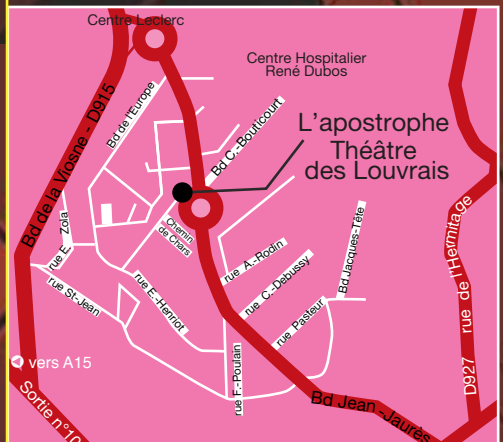 Centre Leclerc
Centre Hospitalier
René Dubos
Bd de l'Europe
Bd de la Viosne - D915
Bd C.-Bouticourt
L'apostrophe
Théâtre
des Louvrais
Chemin
de Chars
rue E. Zola
rue St-Jean
rue E.-Henriot
rue A.-Rodin
rue C.-Debussy
Bd Jacques-Tête
rue Pasteur
rue F.-Poulain
D927 rue de l'Hermitage
vers A15
Sortie n°10
Bd Jean-Jaurès